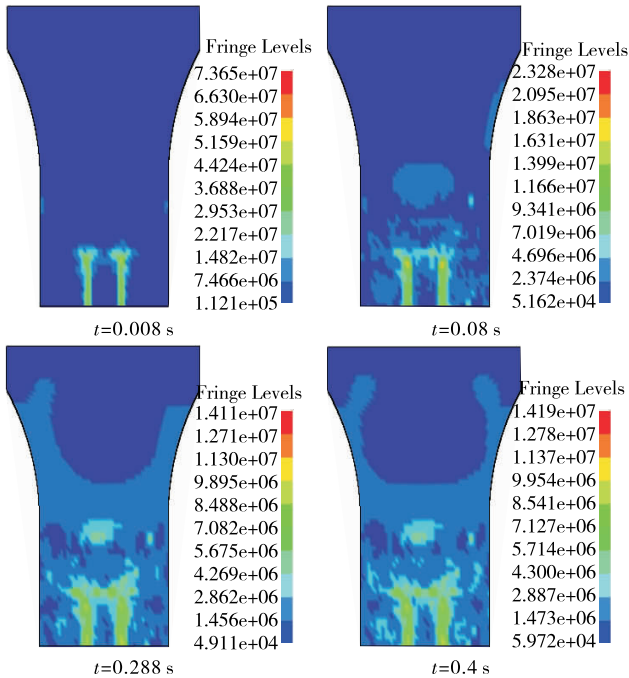 Fringe Levels
7.365e+07
6.630e+07
5.894e+07
5.159e+07
4.424e+07
3.688e+07
2.953e+07
2.217e+07
1.482e+07
7.466e+06
1.121e+05
t=0.008 s
Fringe Levels
2.328e+07
2.095e+07
1.863e+07
1.631e+07
1.399e+07
1.166e+07
9.341e+06
7.019e+06
4.696e+06
2.374e+06
5.162e+04
t=0.08 s
Fringe Levels
1.411e+07
1.271e+07
1.130e+07
9.895e+06
8.488e+06
7.082e+06
5.675e+06
4.269e+06
2.862e+06
1.456e+06
4.911e+04
t=0.288 s
Fringe Levels
1.419e+07
1.278e+07
1.137e+07
9.954e+06
8.541e+06
7.127e+06
5.714e+06
4.300e+06
2.887e+06
1.473e+06
5.972e+04
t=0.4 s